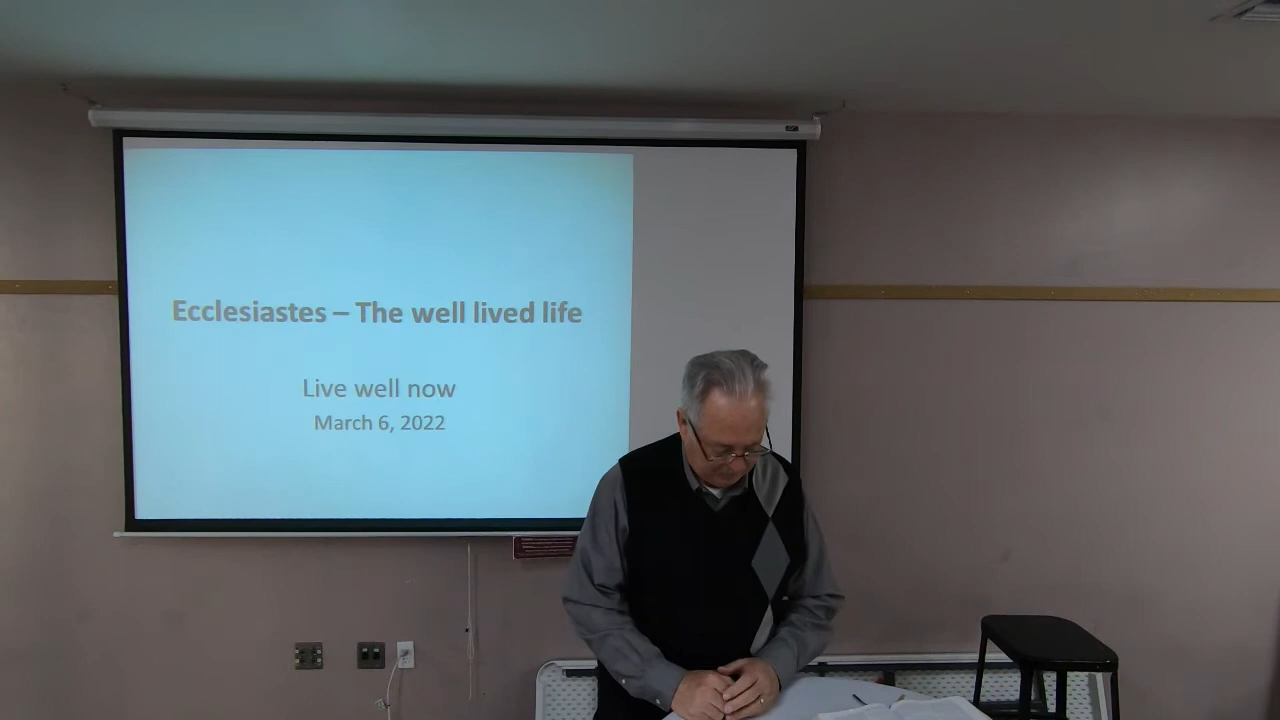 Ecclesiastes – The well lived life
Live well now
March 6, 2022